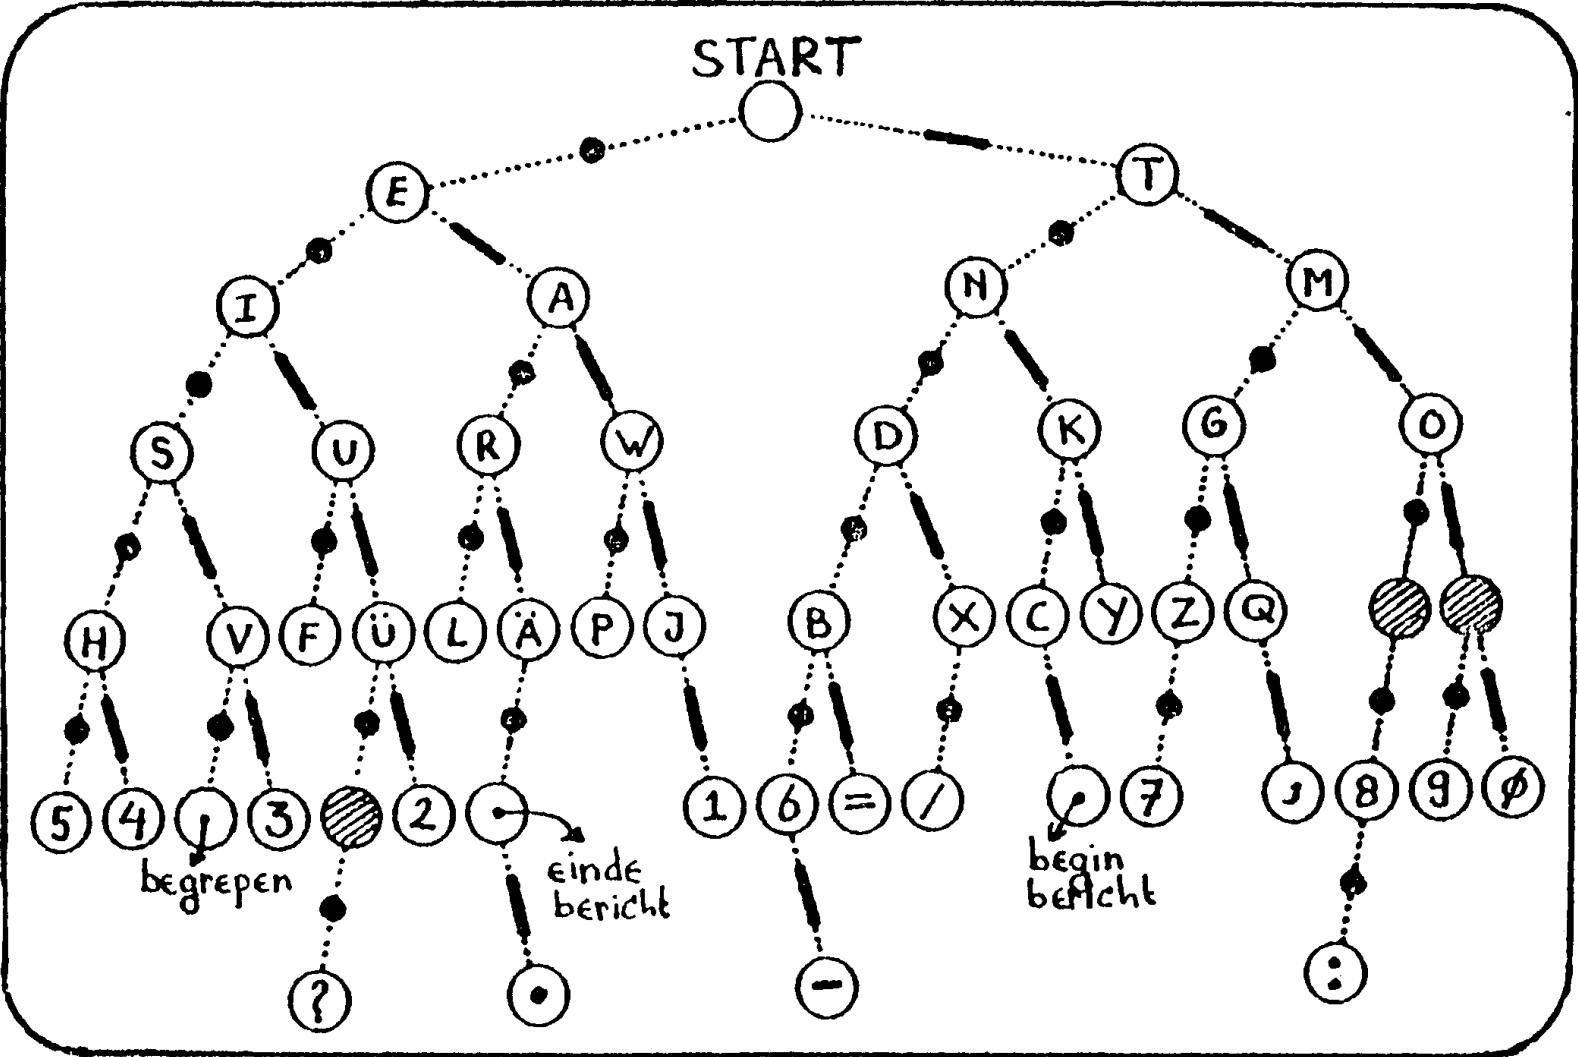 START
E T
I A N M
S U R W D K G O
H V F Ü L Ä P J B X C Y Z Q
5 4 3 2 1 6 = / 7 , 8 9 Ø
begrepen
einde
bericht
begin
bericht
? . - :